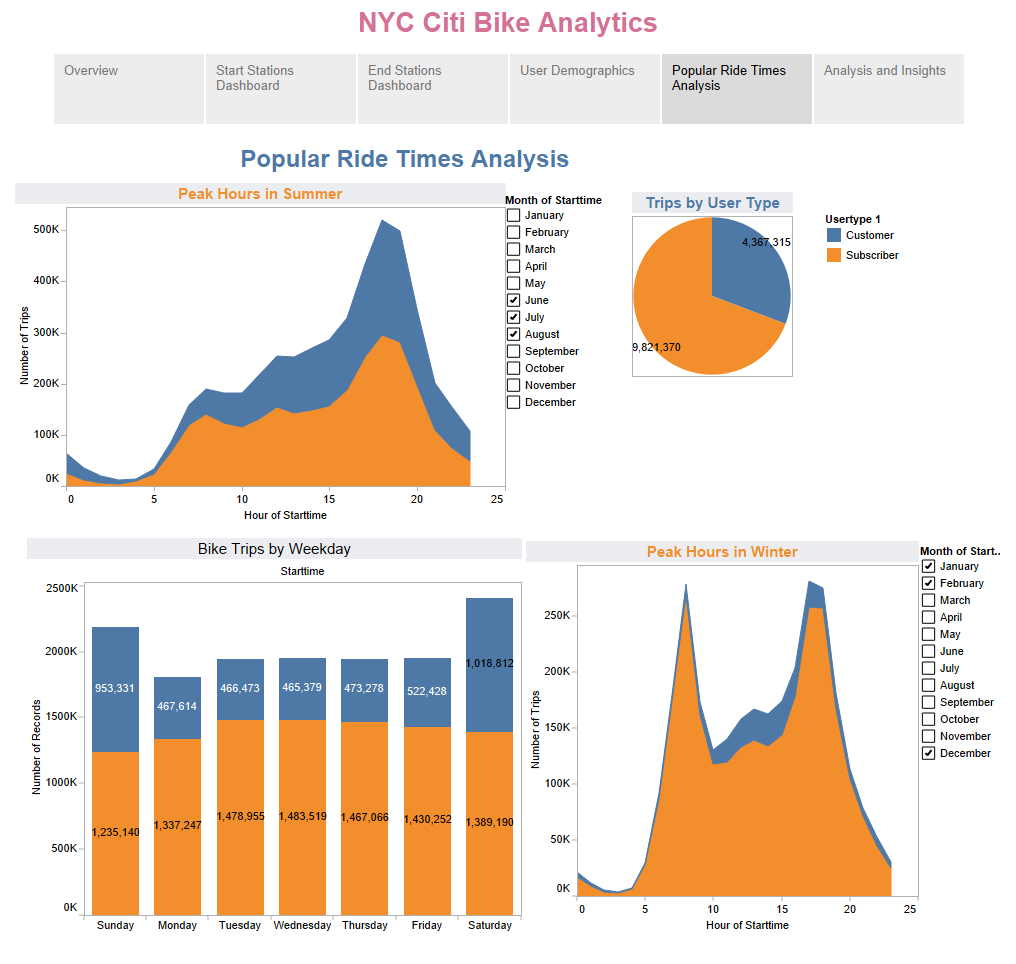 NYC Citi Bike Analytics
Overview
Start Stations
Dashboard
End Stations
Dashboard
User Demographics
Popular Ride Times
Analysis
Analysis and Insights
Popular Ride Times Analysis
Peak Hours in Summer
500K
400K
300K
200K
100K
0K
Number of Trips
0 5 10 15 20 25
Hour of Starttime
Month of Starttime
January
February
March
April
May
June
July
August
September
October
November
December
Trips by User Type
4,367,315
9,821,370
Usertype 1
Customer
Subscriber
Bike Trips by Weekday
Starttime
2500K
2000K
1500K
1000K
500K
0K
Number of Records
953,331
467,614
466,473
465,379
473,278
522,428
1,018,812
1,235,140
1,337,247
1,478,955
1,483,519
1,467,066
1,430,252
1,389,190
Sunday Monday Tuesday Wednesday Thursday Friday Saturday
Peak Hours in Winter
250K
200K
150K
100K
50K
0K
Number of Trips
0 5 10 15 20 25
Hour of Starttime
Month of Start..
January
February
March
April
May
June
July
August
September
October
November
December